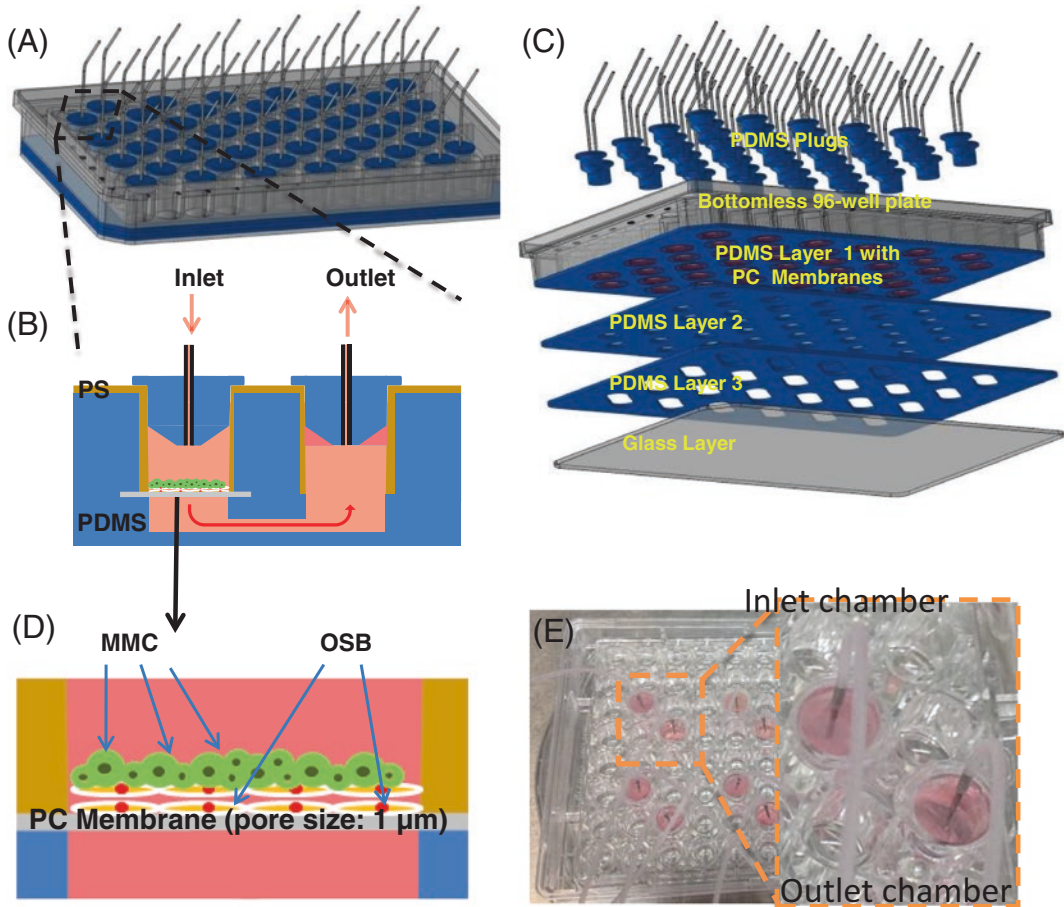 (A)
(C)
PDMS Plugs
Bottomless 96-well plate
PDMS Layer 1 with
PC Membranes
PDMS Layer 2
PDMS Layer 3
Glass Layer
(B)
Inlet
Outlet
PS
PDMS
(D)
MMC
OSB
PC Membrane (pore size: 1 µm)
(E)
Inlet chamber
Outlet chamber